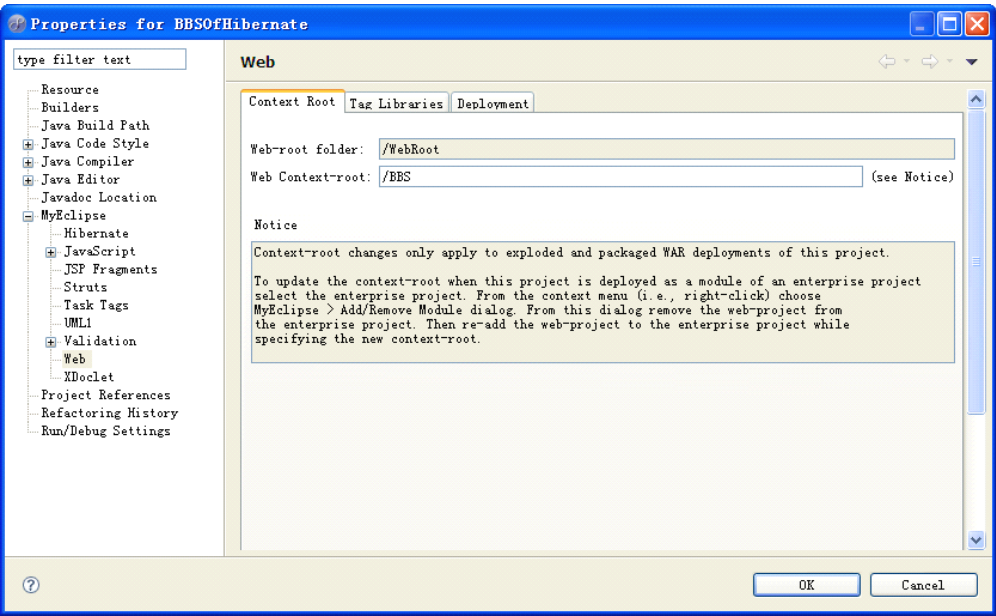 Properties for BBSOfHibernate
type filter text
Resource
Builders
Java Build Path
Java Code Style
Java Compiler
Java Editor
Javadoc Location
MyEclipse
Hibernate
JavaScript
JSP Fragments
Struts
Task Tags
UML1
Validation
Web
XDoclet
Project References
Refactoring History
Run/Debug Settings
Web
Context Root Tag Libraries Deployment
Web-root folder: /WebRoot
Web Context-root: /BBS (see Notice)
Notice
Context-root changes only apply to exploded and packaged WAR deployments of this project.
To update the context-root when this project is deployed as a module of an enterprise project
select the enterprise project. From the context menu (i.e., right-click) choose
MyEclipse > Add/Remove Module dialog. From this dialog remove the web-project from
the enterprise project. Then re-add the web-project to the enterprise project while
specifying the new context-root.
OK Cancel